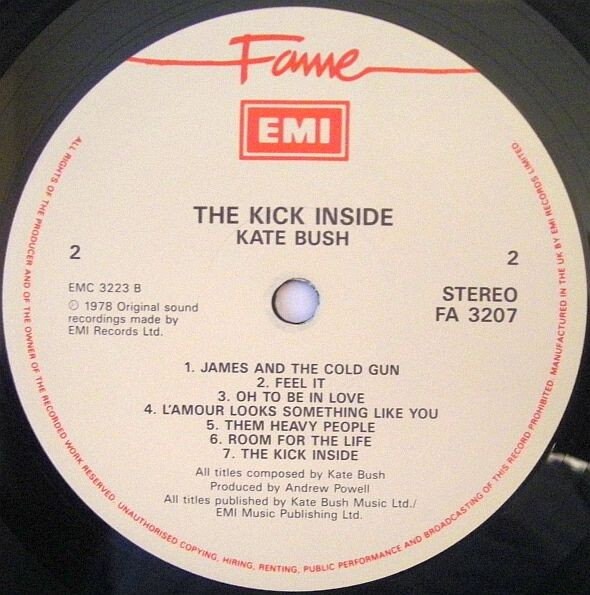 Fame
EMI
THE KICK INSIDE
KATE BUSH
2
2
EMC 3223 B
℗ 1978 Original sound
recordings made by
EMI Records Ltd.
STEREO
FA 3207
1. JAMES AND THE COLD GUN
2. FEEL IT
3. OH TO BE IN LOVE
4. L'AMOUR LOOKS SOMETHING LIKE YOU
5. THEM HEAVY PEOPLE
6. ROOM FOR THE LIFE
7. THE KICK INSIDE
All titles composed by Kate Bush
Produced by Andrew Powell
All titles published by Kate Bush Music Ltd./
EMI Music Publishing Ltd.
ALL RIGHTS OF THE PRODUCER AND OF THE OWNER OF THE RECORDED WORK RESERVED. UNAUTHORISED COPYING, HIRING, RENTING, PUBLIC PERFORMANCE AND BROADCASTING OF THIS RECORD PROHIBITED. MANUFACTURED IN THE UK BY EMI RECORDS LIMITED